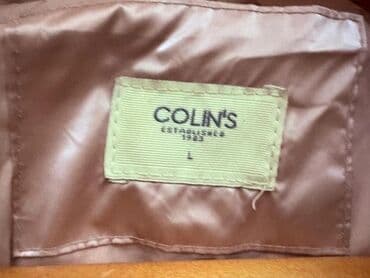 COLIN'S
ESTABLISHED
1983
L